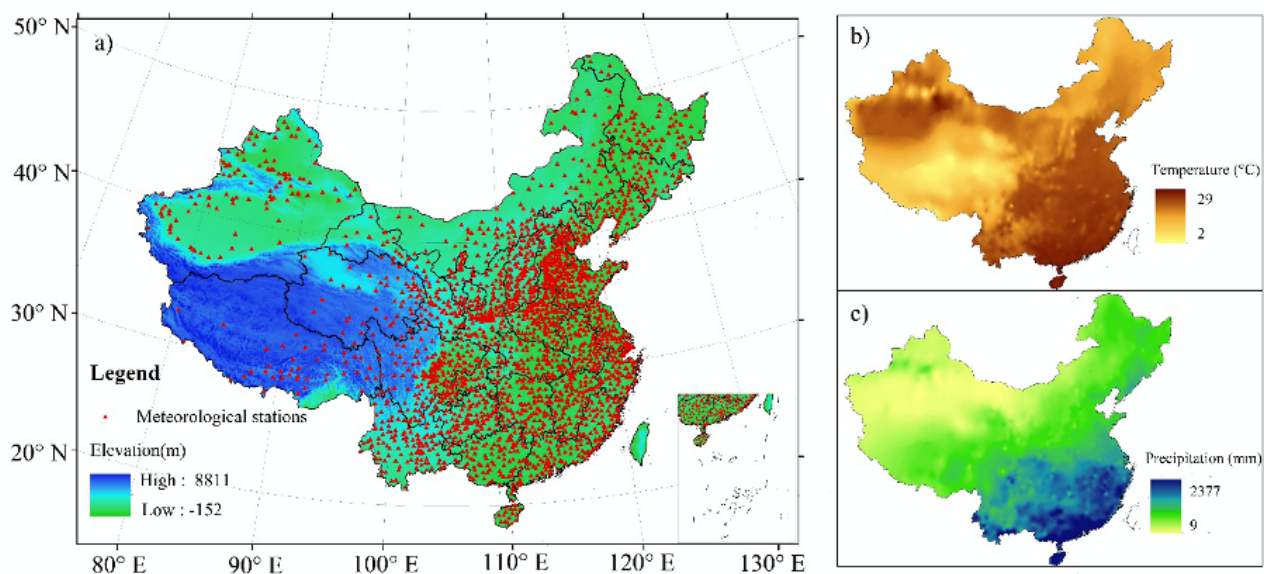 a)
50° N
40° N
30° N
20° N
Legend
Meteorological stations
Elevation(m)
High : 8811
Low : -152
80° E
90° E
100° E
110° E
120° E
130° E
b)
Temperature (°C)
29
2
c)
Precipitation (mm)
2377
9